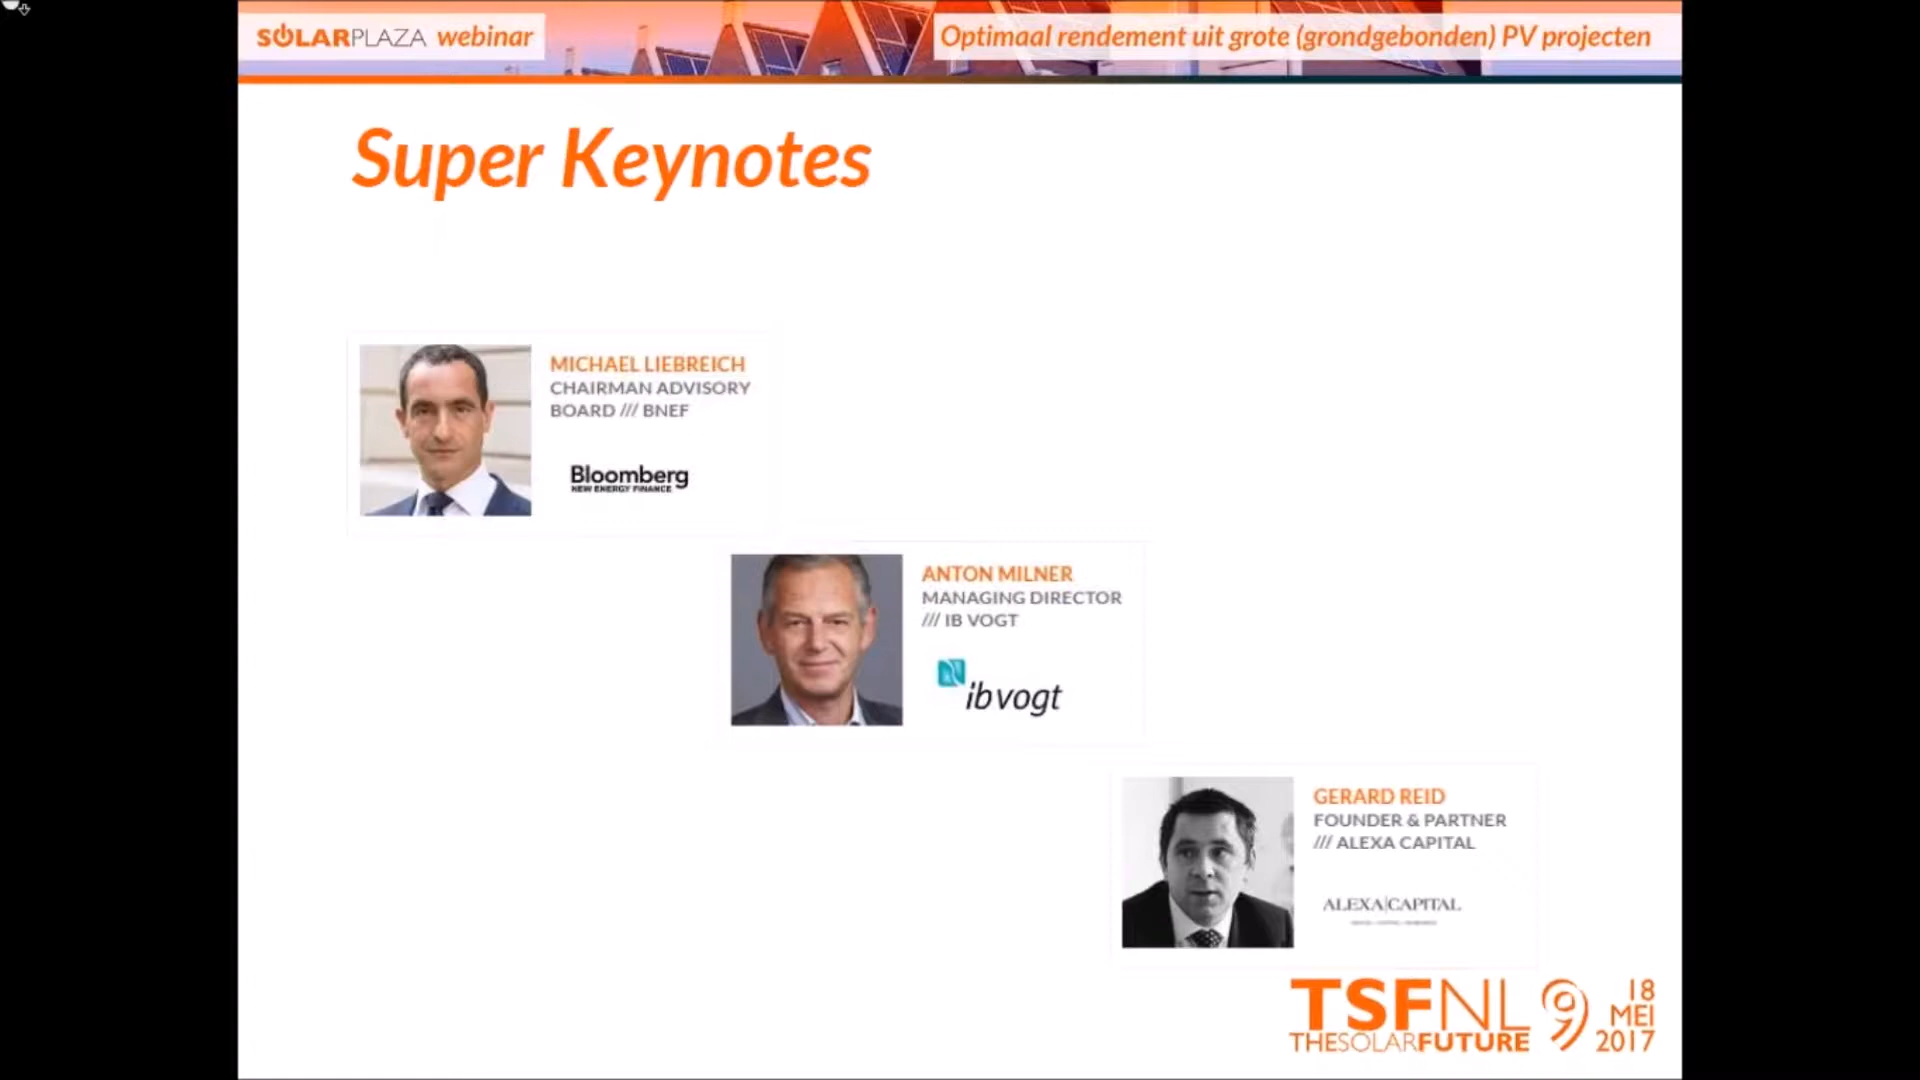 SOLARPLAZA webinar
Optimaal rendement uit grote (grondgebonden) PV projecten
Super Keynotes
MICHAEL LIEBREICH
CHAIRMAN ADVISORY
BOARD /// BNEF
Bloomberg
NEW ENERGY FINANCE
ANTON MILNER
MANAGING DIRECTOR
/// IB VOGT
ib vogt
GERARD REID
FOUNDER & PARTNER
/// ALEXA CAPITAL
ALEXA|CAPITAL
TSFNL 9
THESOLARFUTURE
18
MEI
2017